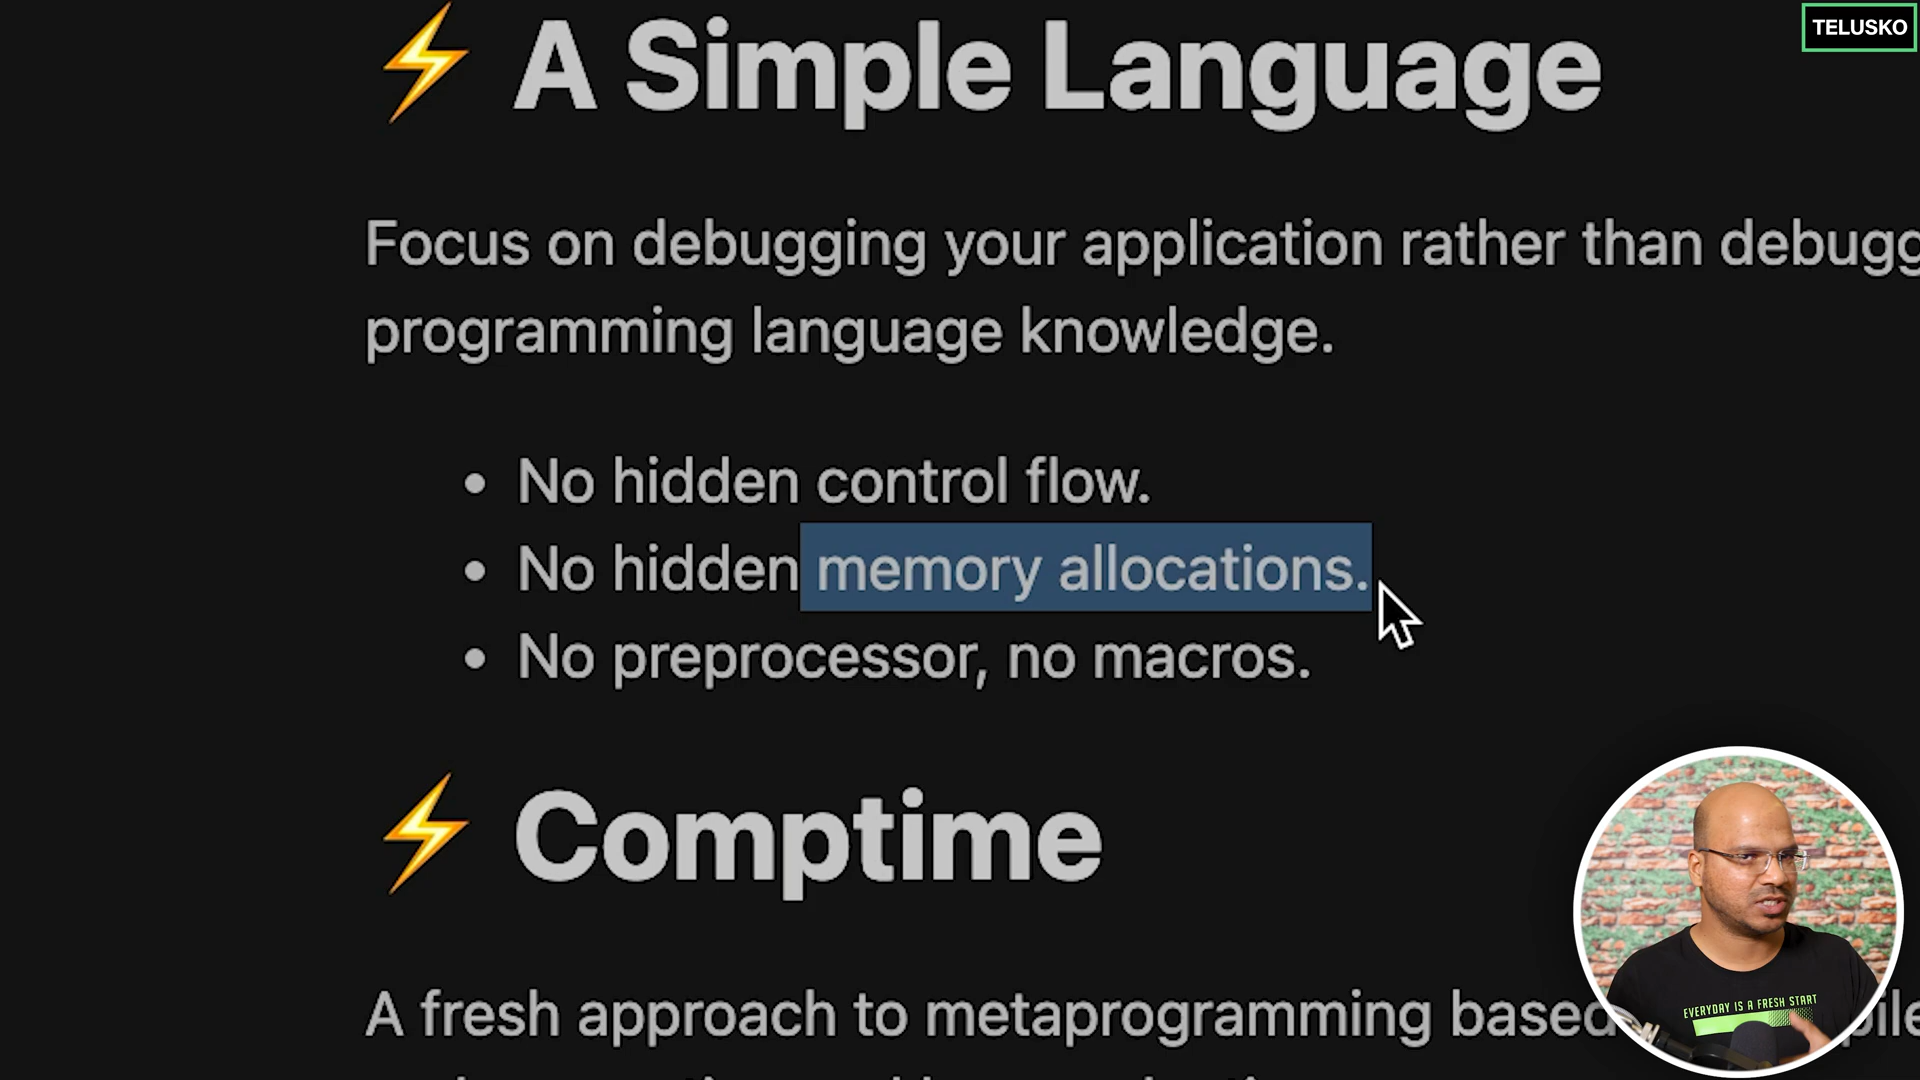 TELUSKO
⚡ A Simple Language
Focus on debugging your application rather than debugg
programming language knowledge.
• No hidden control flow.
• No hidden memory allocations.
• No preprocessor, no macros.
⚡ Comptime
A fresh approach to metaprogramming based
EVERYDAY IS A FRESH START